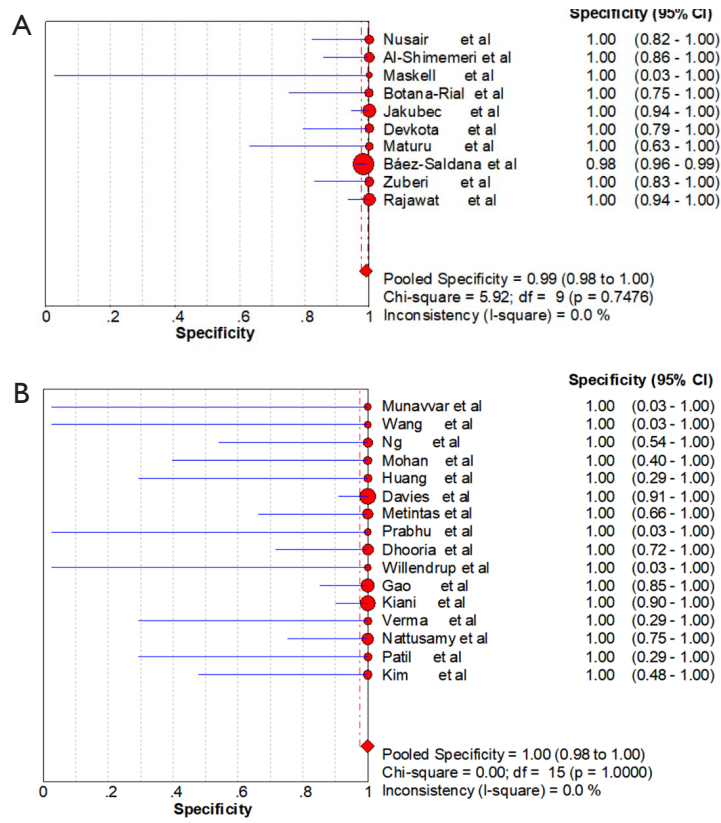 A
Specificity (95% CI)
Nusair et al 1.00 (0.82 - 1.00)
Al-Shimemeri et al 1.00 (0.86 - 1.00)
Maskell et al 1.00 (0.03 - 1.00)
Botana-Rial et al 1.00 (0.75 - 1.00)
Jakubec et al 1.00 (0.94 - 1.00)
Devkota et al 1.00 (0.79 - 1.00)
Maturu et al 1.00 (0.63 - 1.00)
Báez-Saldana et al 0.98 (0.96 - 0.99)
Zuberi et al 1.00 (0.83 - 1.00)
Rajawat et al 1.00 (0.94 - 1.00)
Pooled Specificity = 0.99 (0.98 to 1.00)
Chi-square = 5.92; df = 9 (p = 0.7476)
Inconsistency (I-square) = 0.0 %
0 .2 .4 .6 .8 1
Specificity
B
Specificity (95% CI)
Munavvar et al 1.00 (0.03 - 1.00)
Wang et al 1.00 (0.03 - 1.00)
Ng et al 1.00 (0.54 - 1.00)
Mohan et al 1.00 (0.40 - 1.00)
Huang et al 1.00 (0.29 - 1.00)
Davies et al 1.00 (0.91 - 1.00)
Metintas et al 1.00 (0.66 - 1.00)
Prabhu et al 1.00 (0.03 - 1.00)
Dhooria et al 1.00 (0.72 - 1.00)
Willendrup et al 1.00 (0.03 - 1.00)
Gao et al 1.00 (0.85 - 1.00)
Kiani et al 1.00 (0.90 - 1.00)
Verma et al 1.00 (0.29 - 1.00)
Nattusamy et al 1.00 (0.75 - 1.00)
Patil et al 1.00 (0.29 - 1.00)
Kim et al 1.00 (0.48 - 1.00)
Pooled Specificity = 1.00 (0.98 to 1.00)
Chi-square = 0.00; df = 15 (p = 1.0000)
Inconsistency (I-square) = 0.0 %
0 .2 .4 .6 .8 1
Specificity